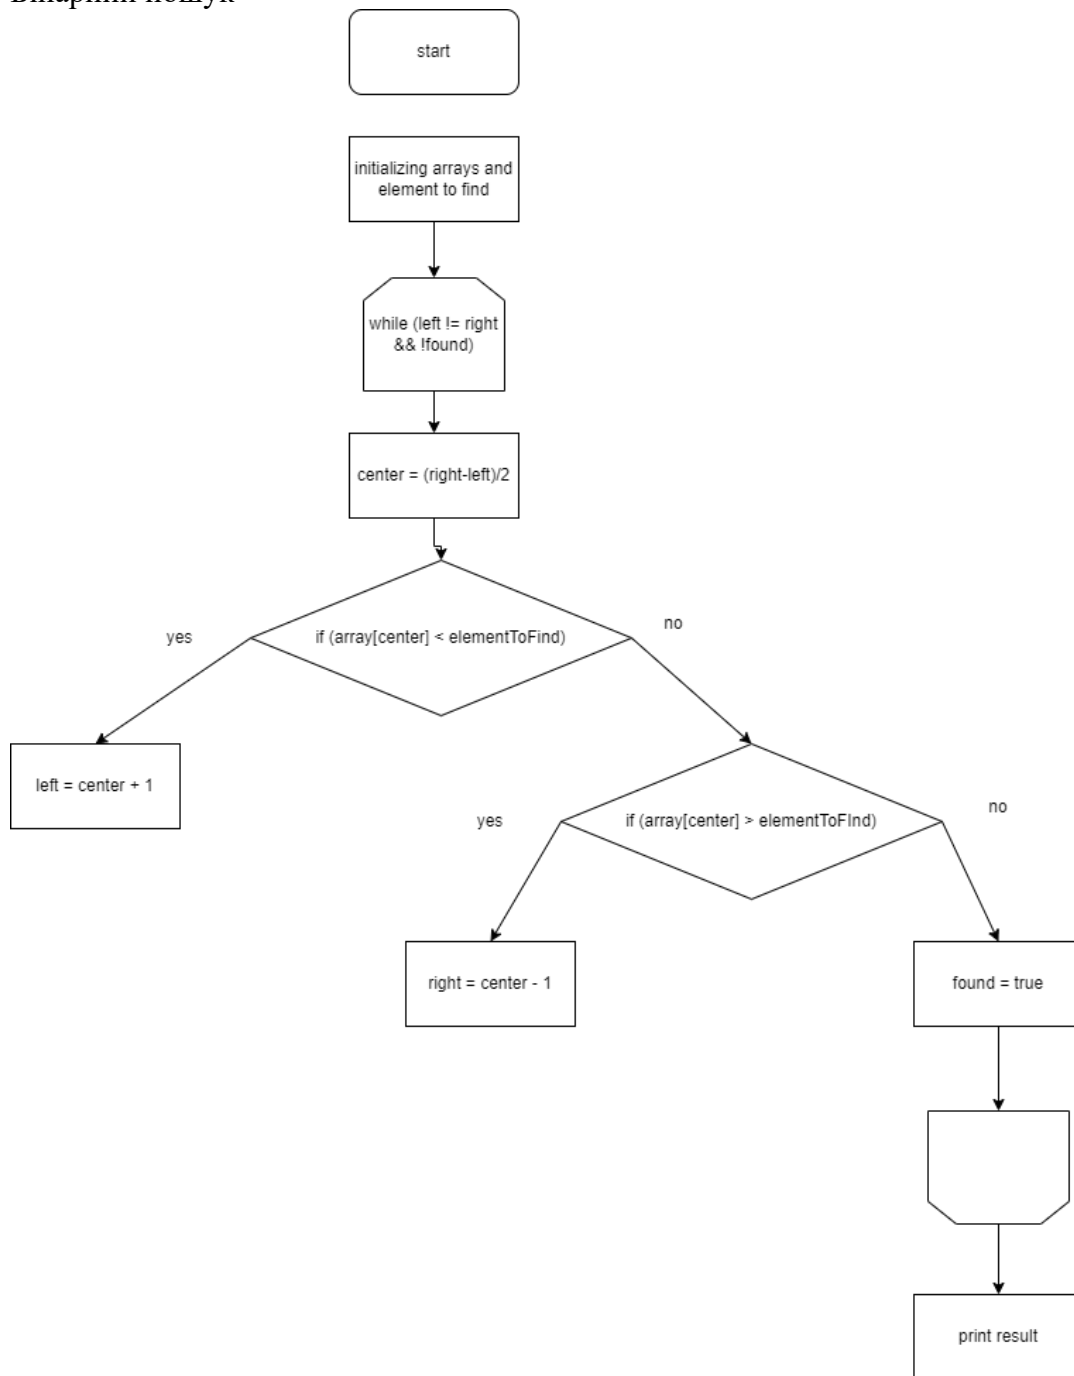 start
initializing arrays and
element to find
while (left != right
&& !found)
center = (right-left)/2
if (array[center] < elementToFind)
yes
no
left = center + 1
if (array[center] > elementToFInd)
yes
no
right = center - 1
found = true
print result